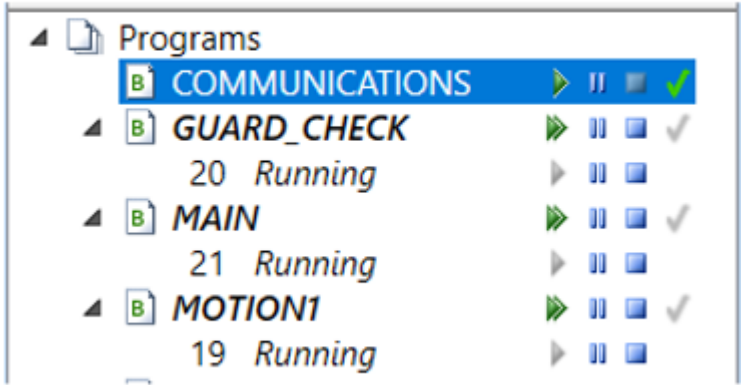 Programs
B COMMUNICATIONS
B GUARD_CHECK
20 Running
B MAIN
21 Running
B MOTION1
19 Running